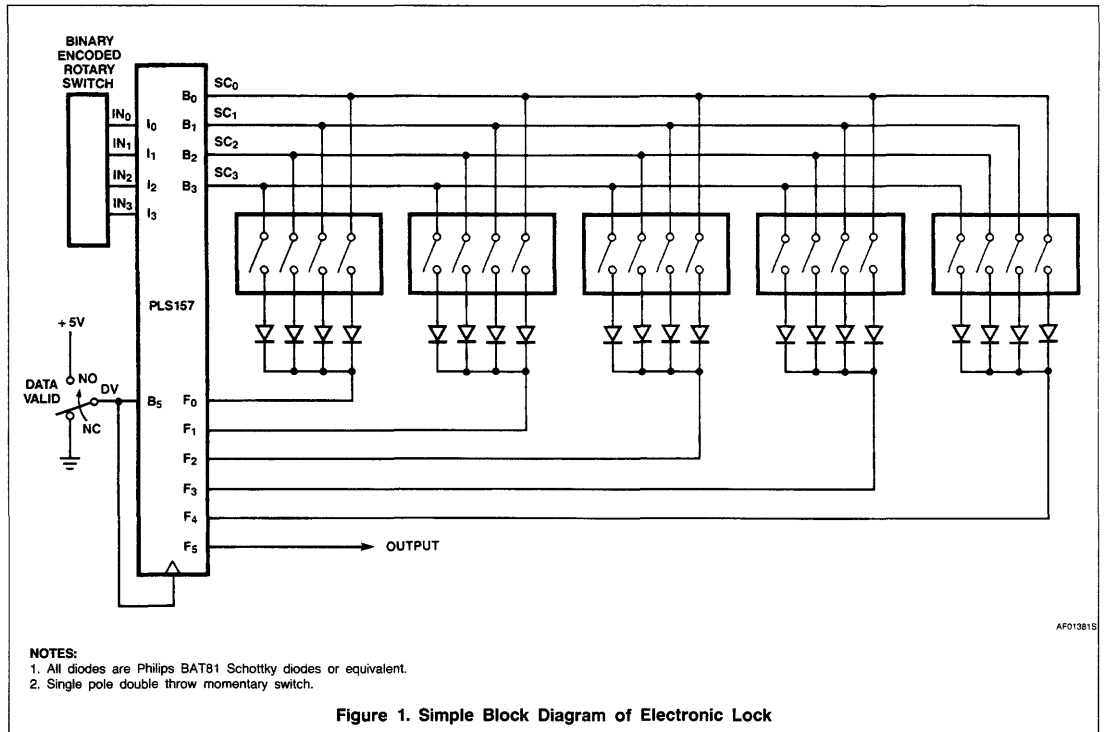 BINARY
ENCODED
ROTARY
SWITCH
IN0
IN1
IN2
IN3
I0
I1
I2
I3
B0
B1
B2
B3
SC0
SC1
SC2
SC3
PLS157
+5V
NO
DATA
VALID
DV
NC
B5
F0
F1
F2
F3
F4
F5
OUTPUT
AF01381S
NOTES:
1. All diodes are Philips BAT81 Schottky diodes or equivalent.
2. Single pole double throw momentary switch.
Figure 1. Simple Block Diagram of Electronic Lock